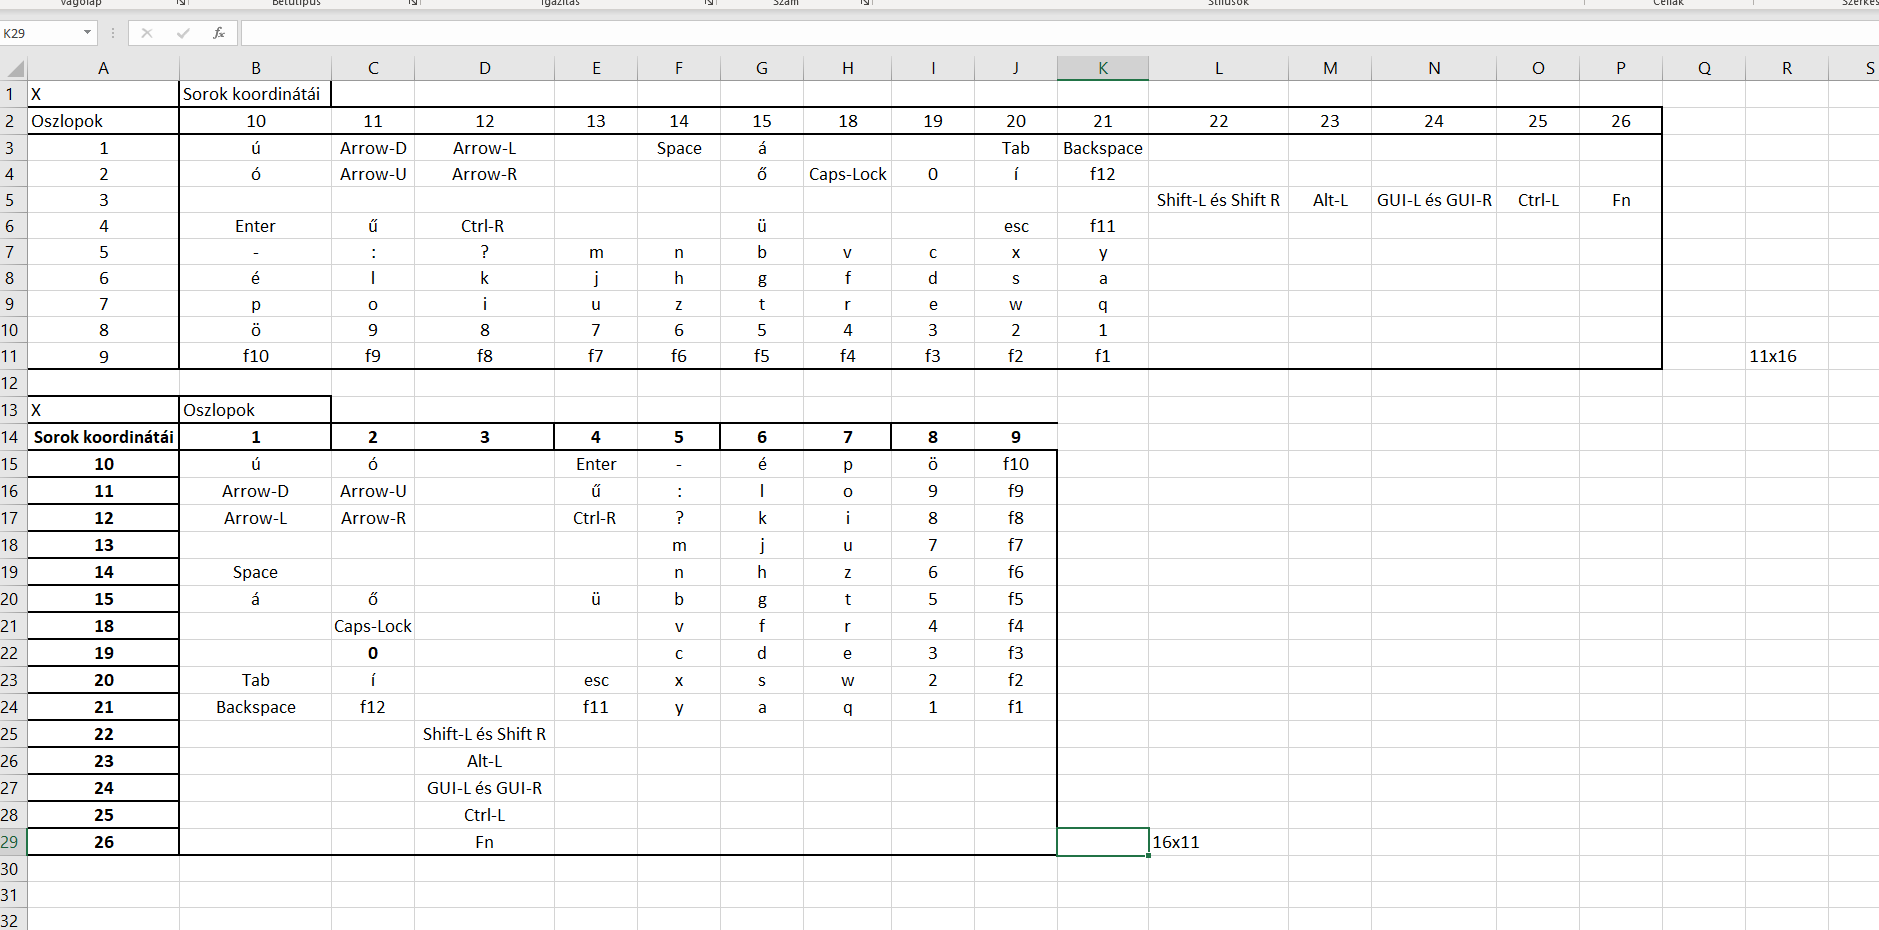 Vágólap Betűtípus Igazítás Szám Stílusok Cellák
K29 fx
A B C D E F G H I J K L M N O P Q R S
1 X Sorok koordinátái
2 Oszlopok 10 11 12 13 14 15 18 19 20 21 22 23 24 25 26
3 1 ú Arrow-D Arrow-L Space á Tab Backspace
4 2 ó Arrow-U Arrow-R ő Caps-Lock 0 í f12
5 3 Shift-L és Shift R Alt-L GUI-L és GUI-R Ctrl-L Fn
6 4 Enter ű Ctrl-R ü esc f11
7 5 - : ? m n b v c x y
8 6 é l k j h g f d s a
9 7 p o i u z t r e w q
10 8 ö 9 8 7 6 5 4 3 2 1
11 9 f10 f9 f8 f7 f6 f5 f4 f3 f2 f1 11x16
12
13 X Oszlopok
14 Sorok koordinátái 1 2 3 4 5 6 7 8 9
15 10 ú ó Enter - é p ö f10
16 11 Arrow-D Arrow-U ű : l o 9 f9
17 12 Arrow-L Arrow-R Ctrl-R ? k i 8 f8
18 13 m j u 7 f7
19 14 Space n h z 6 f6
20 15 á ő ü b g t 5 f5
21 18 Caps-Lock v f r 4 f4
22 19 0 c d e 3 f3
23 20 Tab í esc x s w 2 f2
24 21 Backspace f12 f11 y a q 1 f1
25 22 Shift-L és Shift R
26 23 Alt-L
27 24 GUI-L és GUI-R
28 25 Ctrl-L
29 26 Fn 16x11
30
31
32